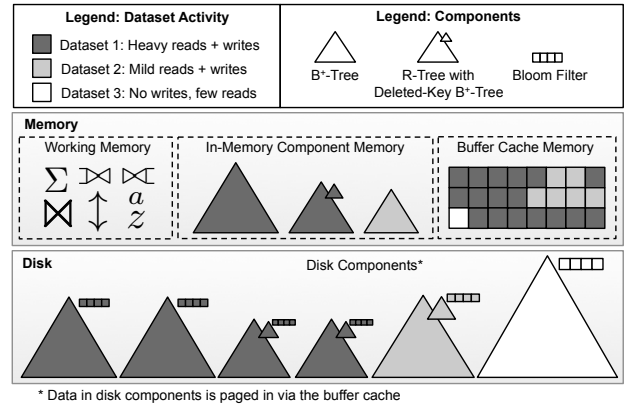 Legend: Dataset Activity
Dataset 1: Heavy reads + writes
Dataset 2: Mild reads + writes
Dataset 3: No writes, few reads
Legend: Components
B+-Tree
R-Tree with
Deleted-Key B+-Tree
Bloom Filter
Memory
Working Memory
Σ
a
z
In-Memory Component Memory
Buffer Cache Memory
Disk
Disk Components*
* Data in disk components is paged in via the buffer cache